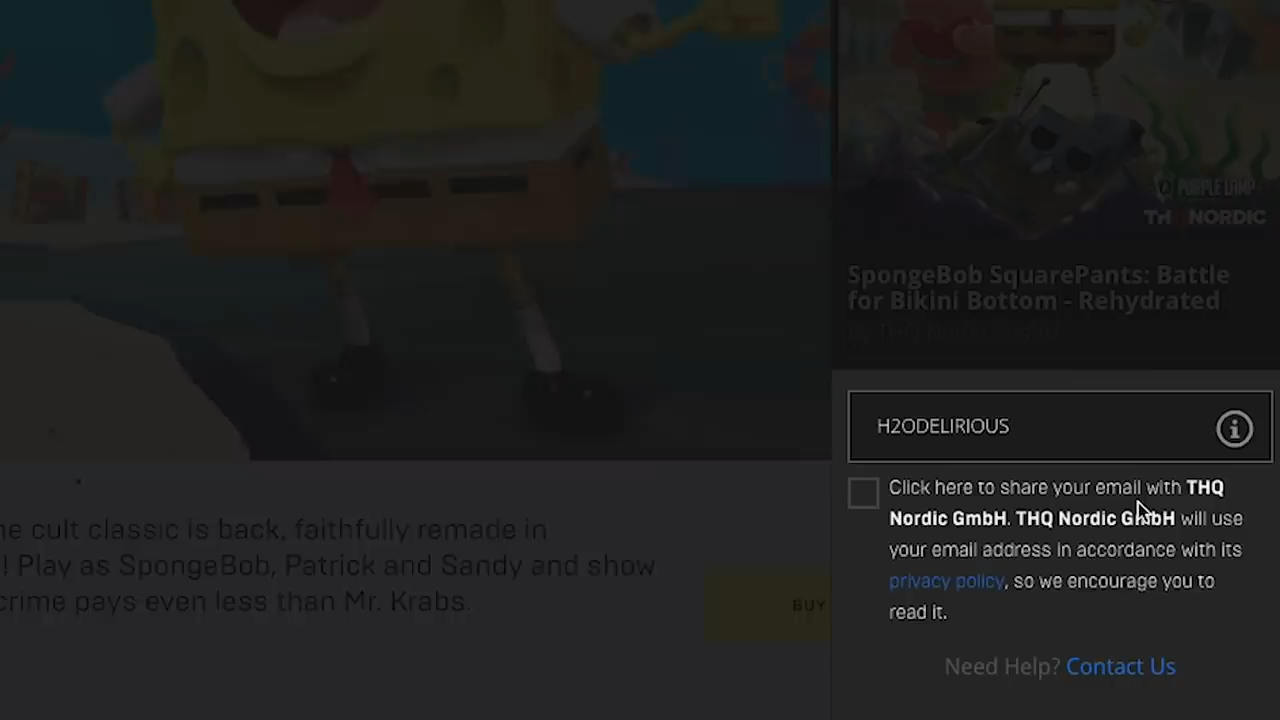 PURPLE LAMP
THQ NORDIC
SpongeBob SquarePants: Battle
for Bikini Bottom - Rehydrated
H2ODELIRIOUS
Click here to share your email with THQ
Nordic GmbH. THQ Nordic GmbH will use
your email address in accordance with its
privacy policy, so we encourage you to
read it.
Need Help? Contact Us
he cult classic is back, faithfully remade in
! Play as SpongeBob, Patrick and Sandy and show
crime pays even less than Mr. Krabs.
BUY